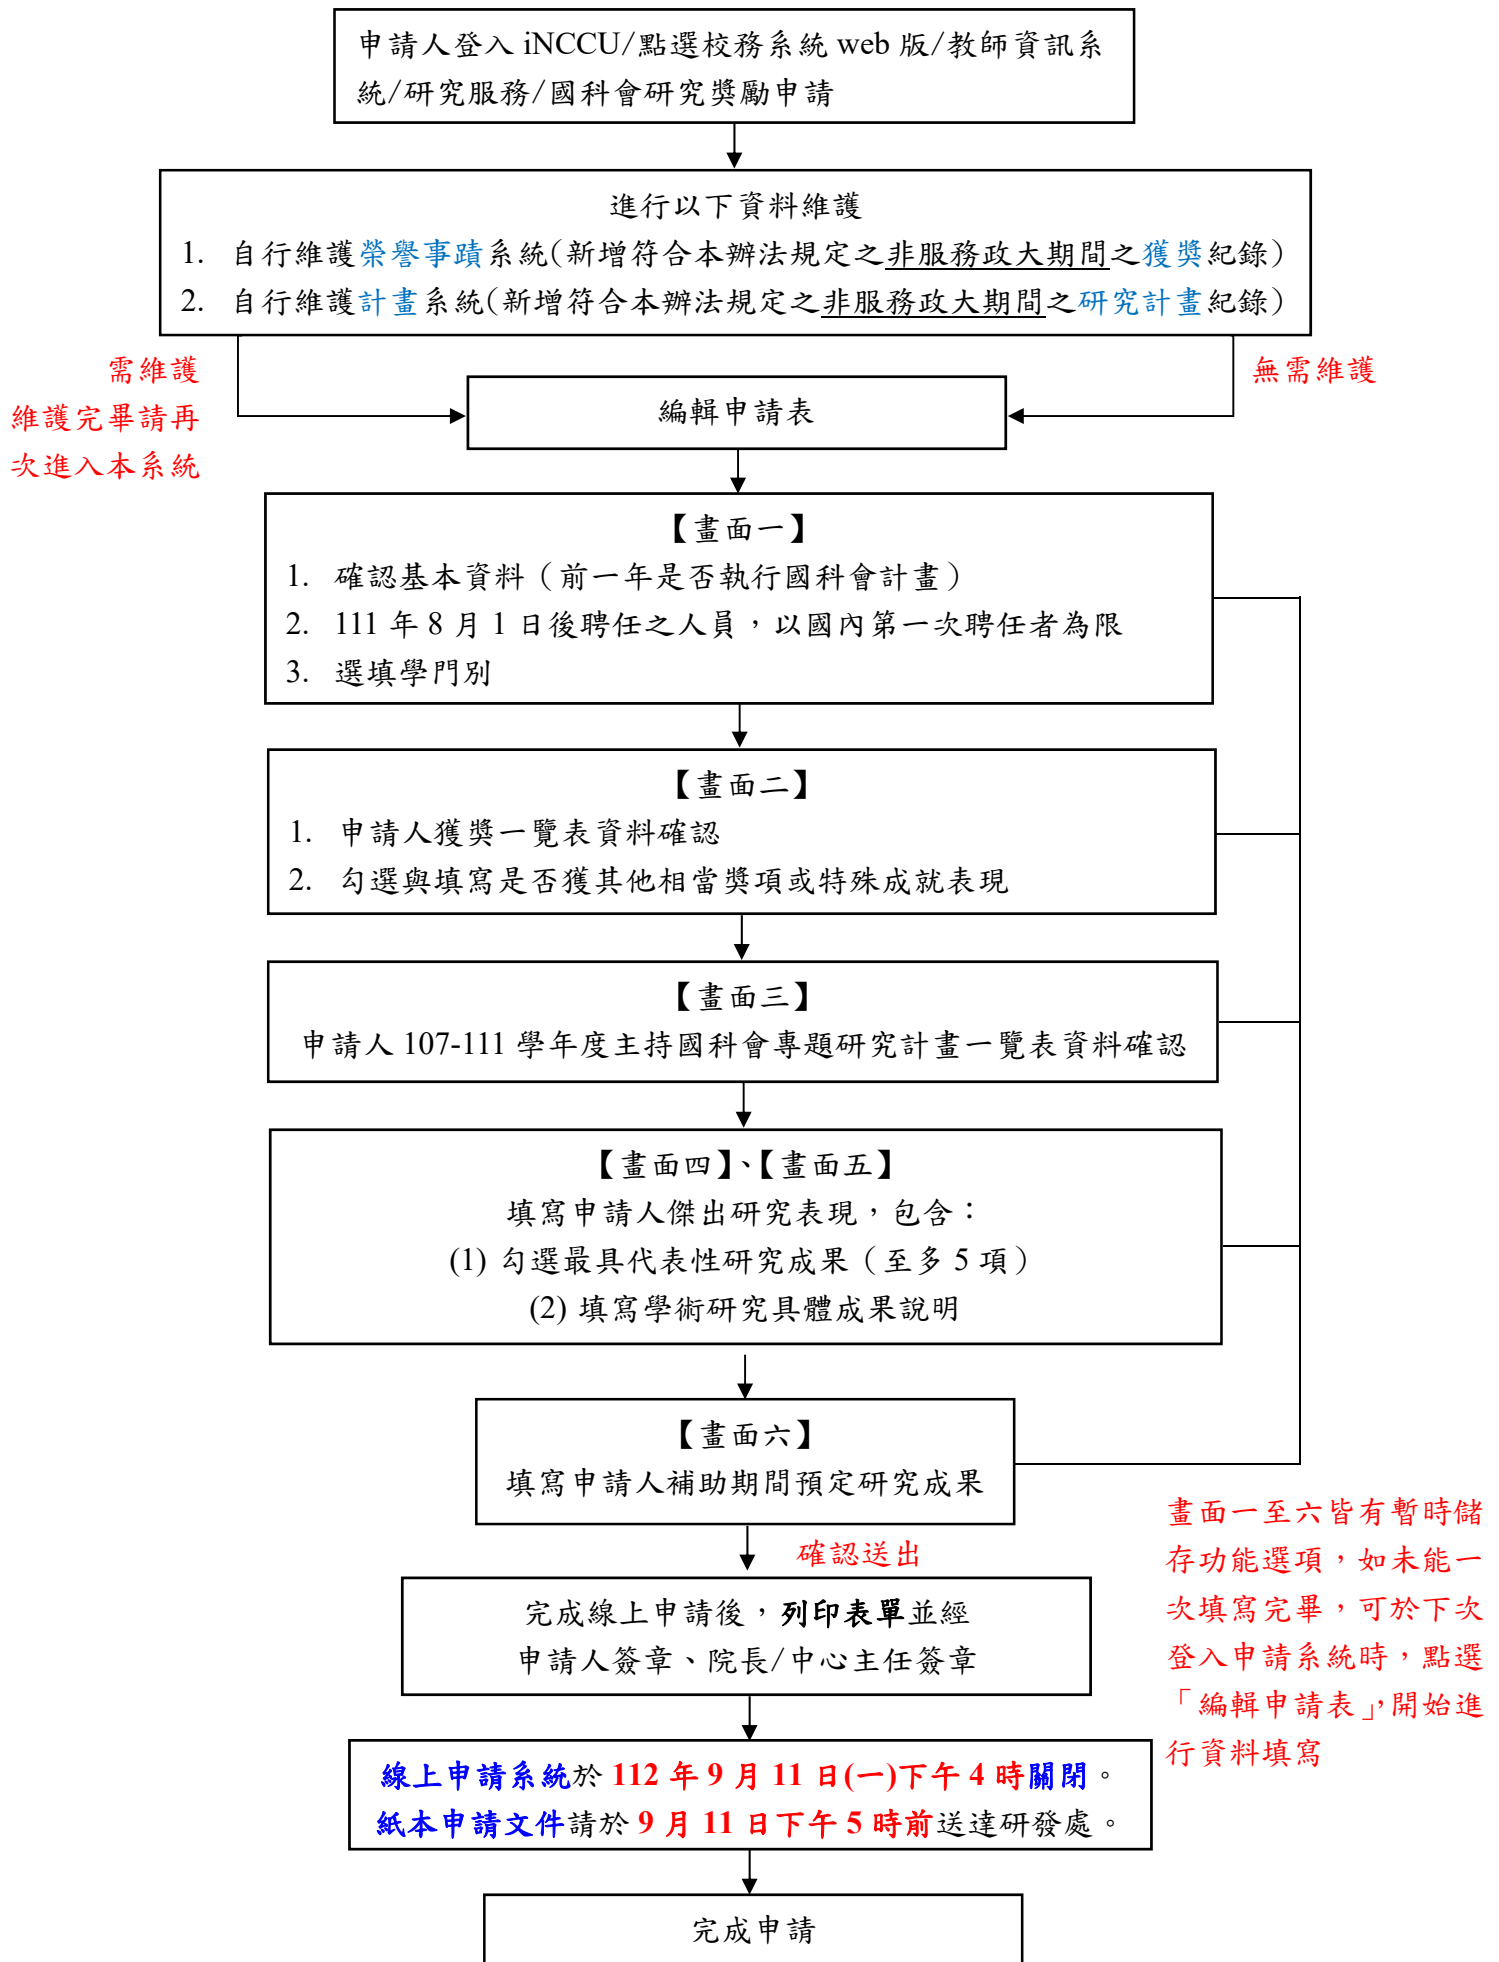 申請人登入 iNCCU/點選校務系統 web 版/教師資訊系
統/研究服務/國科會研究獎勵申請
進行以下資料維護
1. 自行維護榮譽事蹟系統(新增符合本辦法規定之非服務政大期間之獲獎紀錄)
2. 自行維護計畫系統(新增符合本辦法規定之非服務政大期間之研究計畫紀錄)
需維護
維護完畢請再
次進入本系統
無需維護
編輯申請表
【畫面一】
1. 確認基本資料（前一年是否執行國科會計畫）
2. 111 年 8 月 1 日後聘任之人員，以國內第一次聘任者為限
3. 選填學門別
【畫面二】
1. 申請人獲獎一覽表資料確認
2. 勾選與填寫是否獲其他相當獎項或特殊成就表現
【畫面三】
申請人 107-111 學年度主持國科會專題研究計畫一覽表資料確認
【畫面四】、【畫面五】
填寫申請人傑出研究表現，包含：
(1) 勾選最具代表性研究成果（至多 5 項）
(2) 填寫學術研究具體成果說明
【畫面六】
填寫申請人補助期間預定研究成果
確認送出
完成線上申請後，列印表單並經
申請人簽章、院長/中心主任簽章
畫面一至六皆有暫時儲
存功能選項，如未能一
次填寫完畢，可於下次
登入申請系統時，點選
「編輯申請表」，開始進
行資料填寫
線上申請系統於 112 年 9 月 11 日(一)下午 4 時關閉。
紙本申請文件請於 9 月 11 日下午 5 時前送達研發處。
完成申請